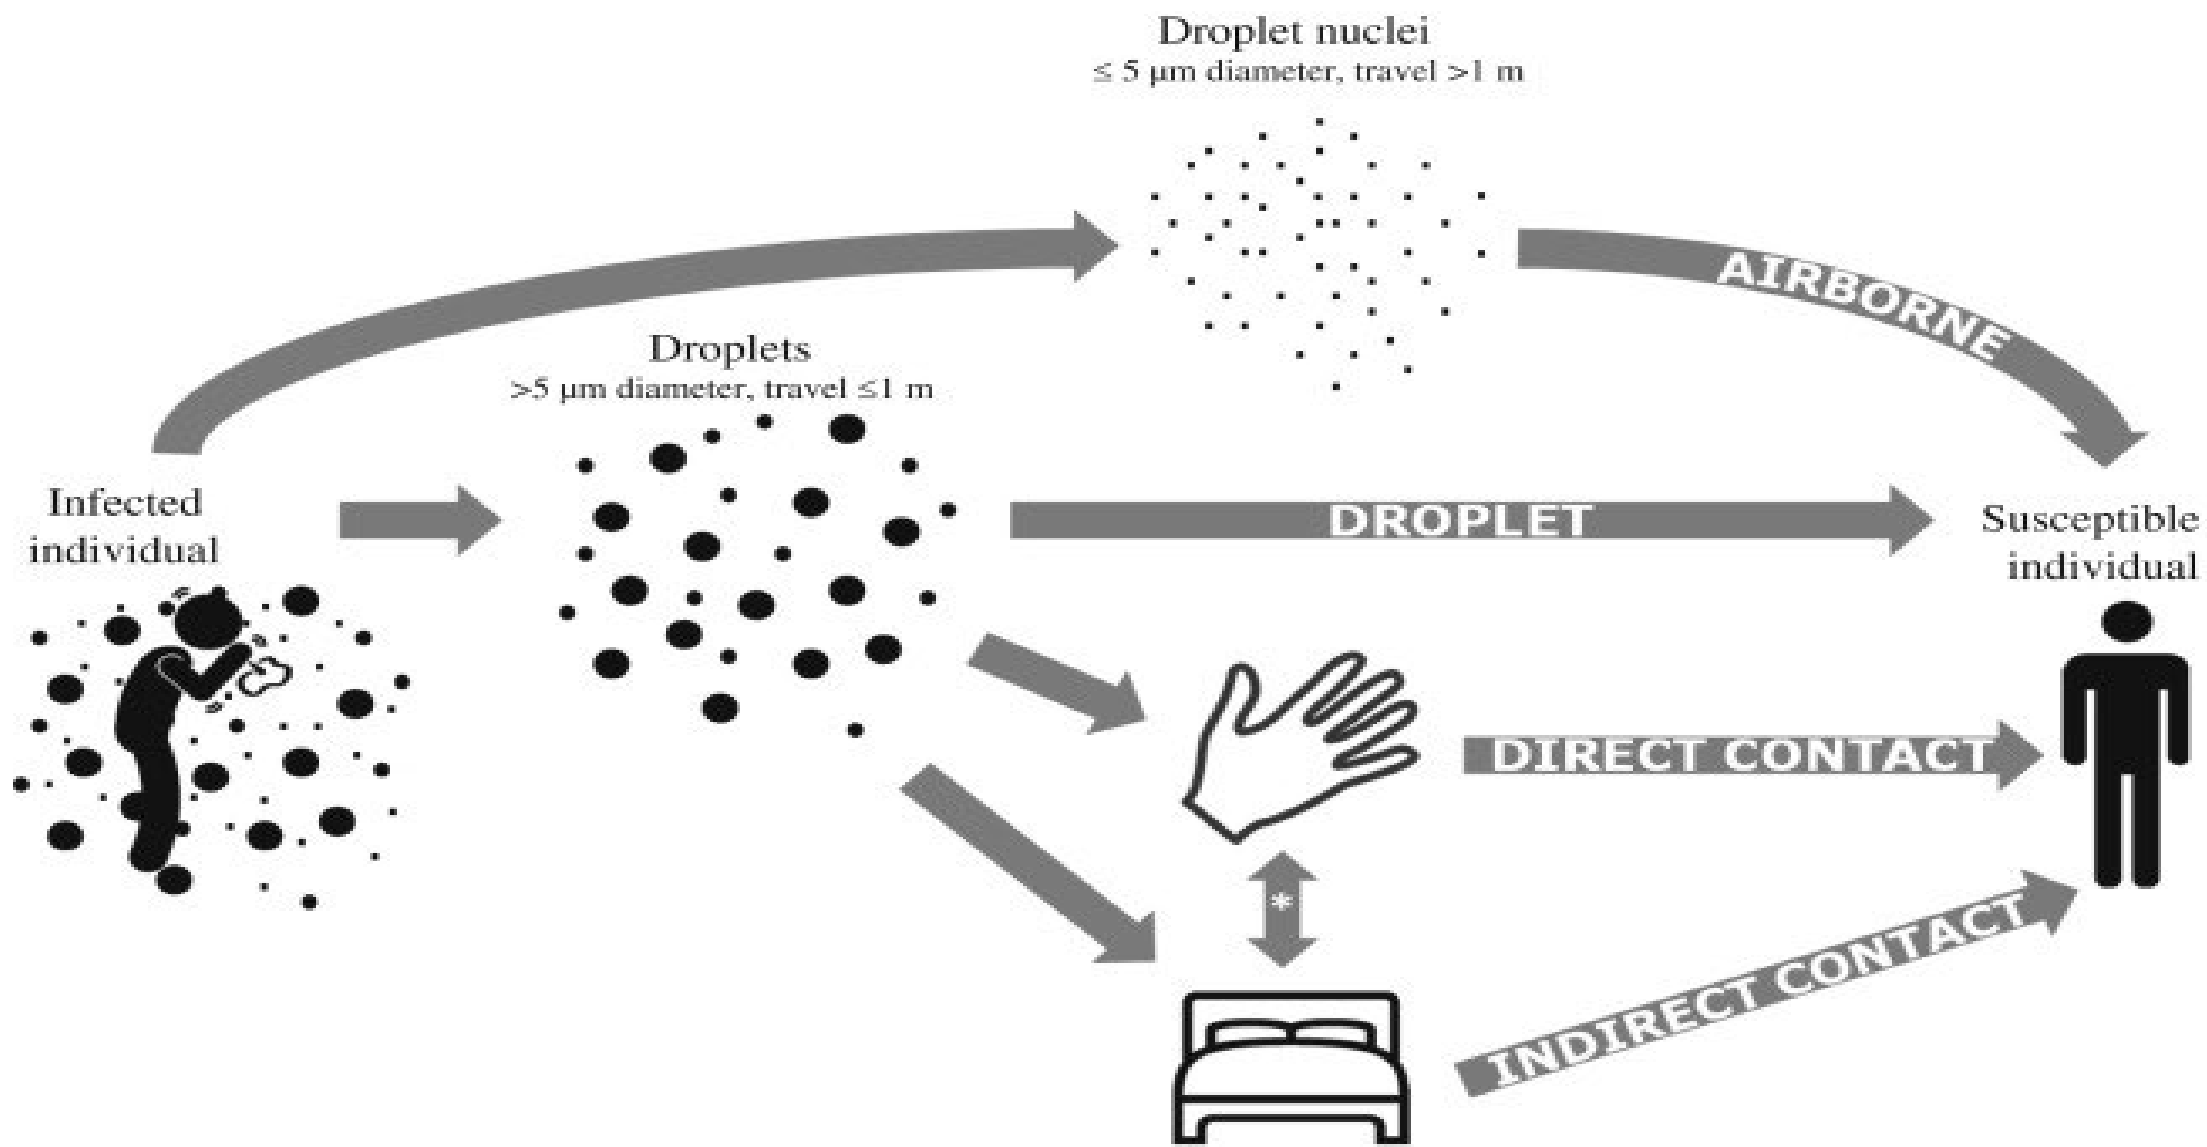 Droplet nuclei
≤ 5 µm diameter, travel >1 m
AIRBORNE
Droplets
>5 µm diameter, travel ≤1 m
Infected
individual
DROPLET
Susceptible
individual
DIRECT CONTACT
*
INDIRECT CONTACT